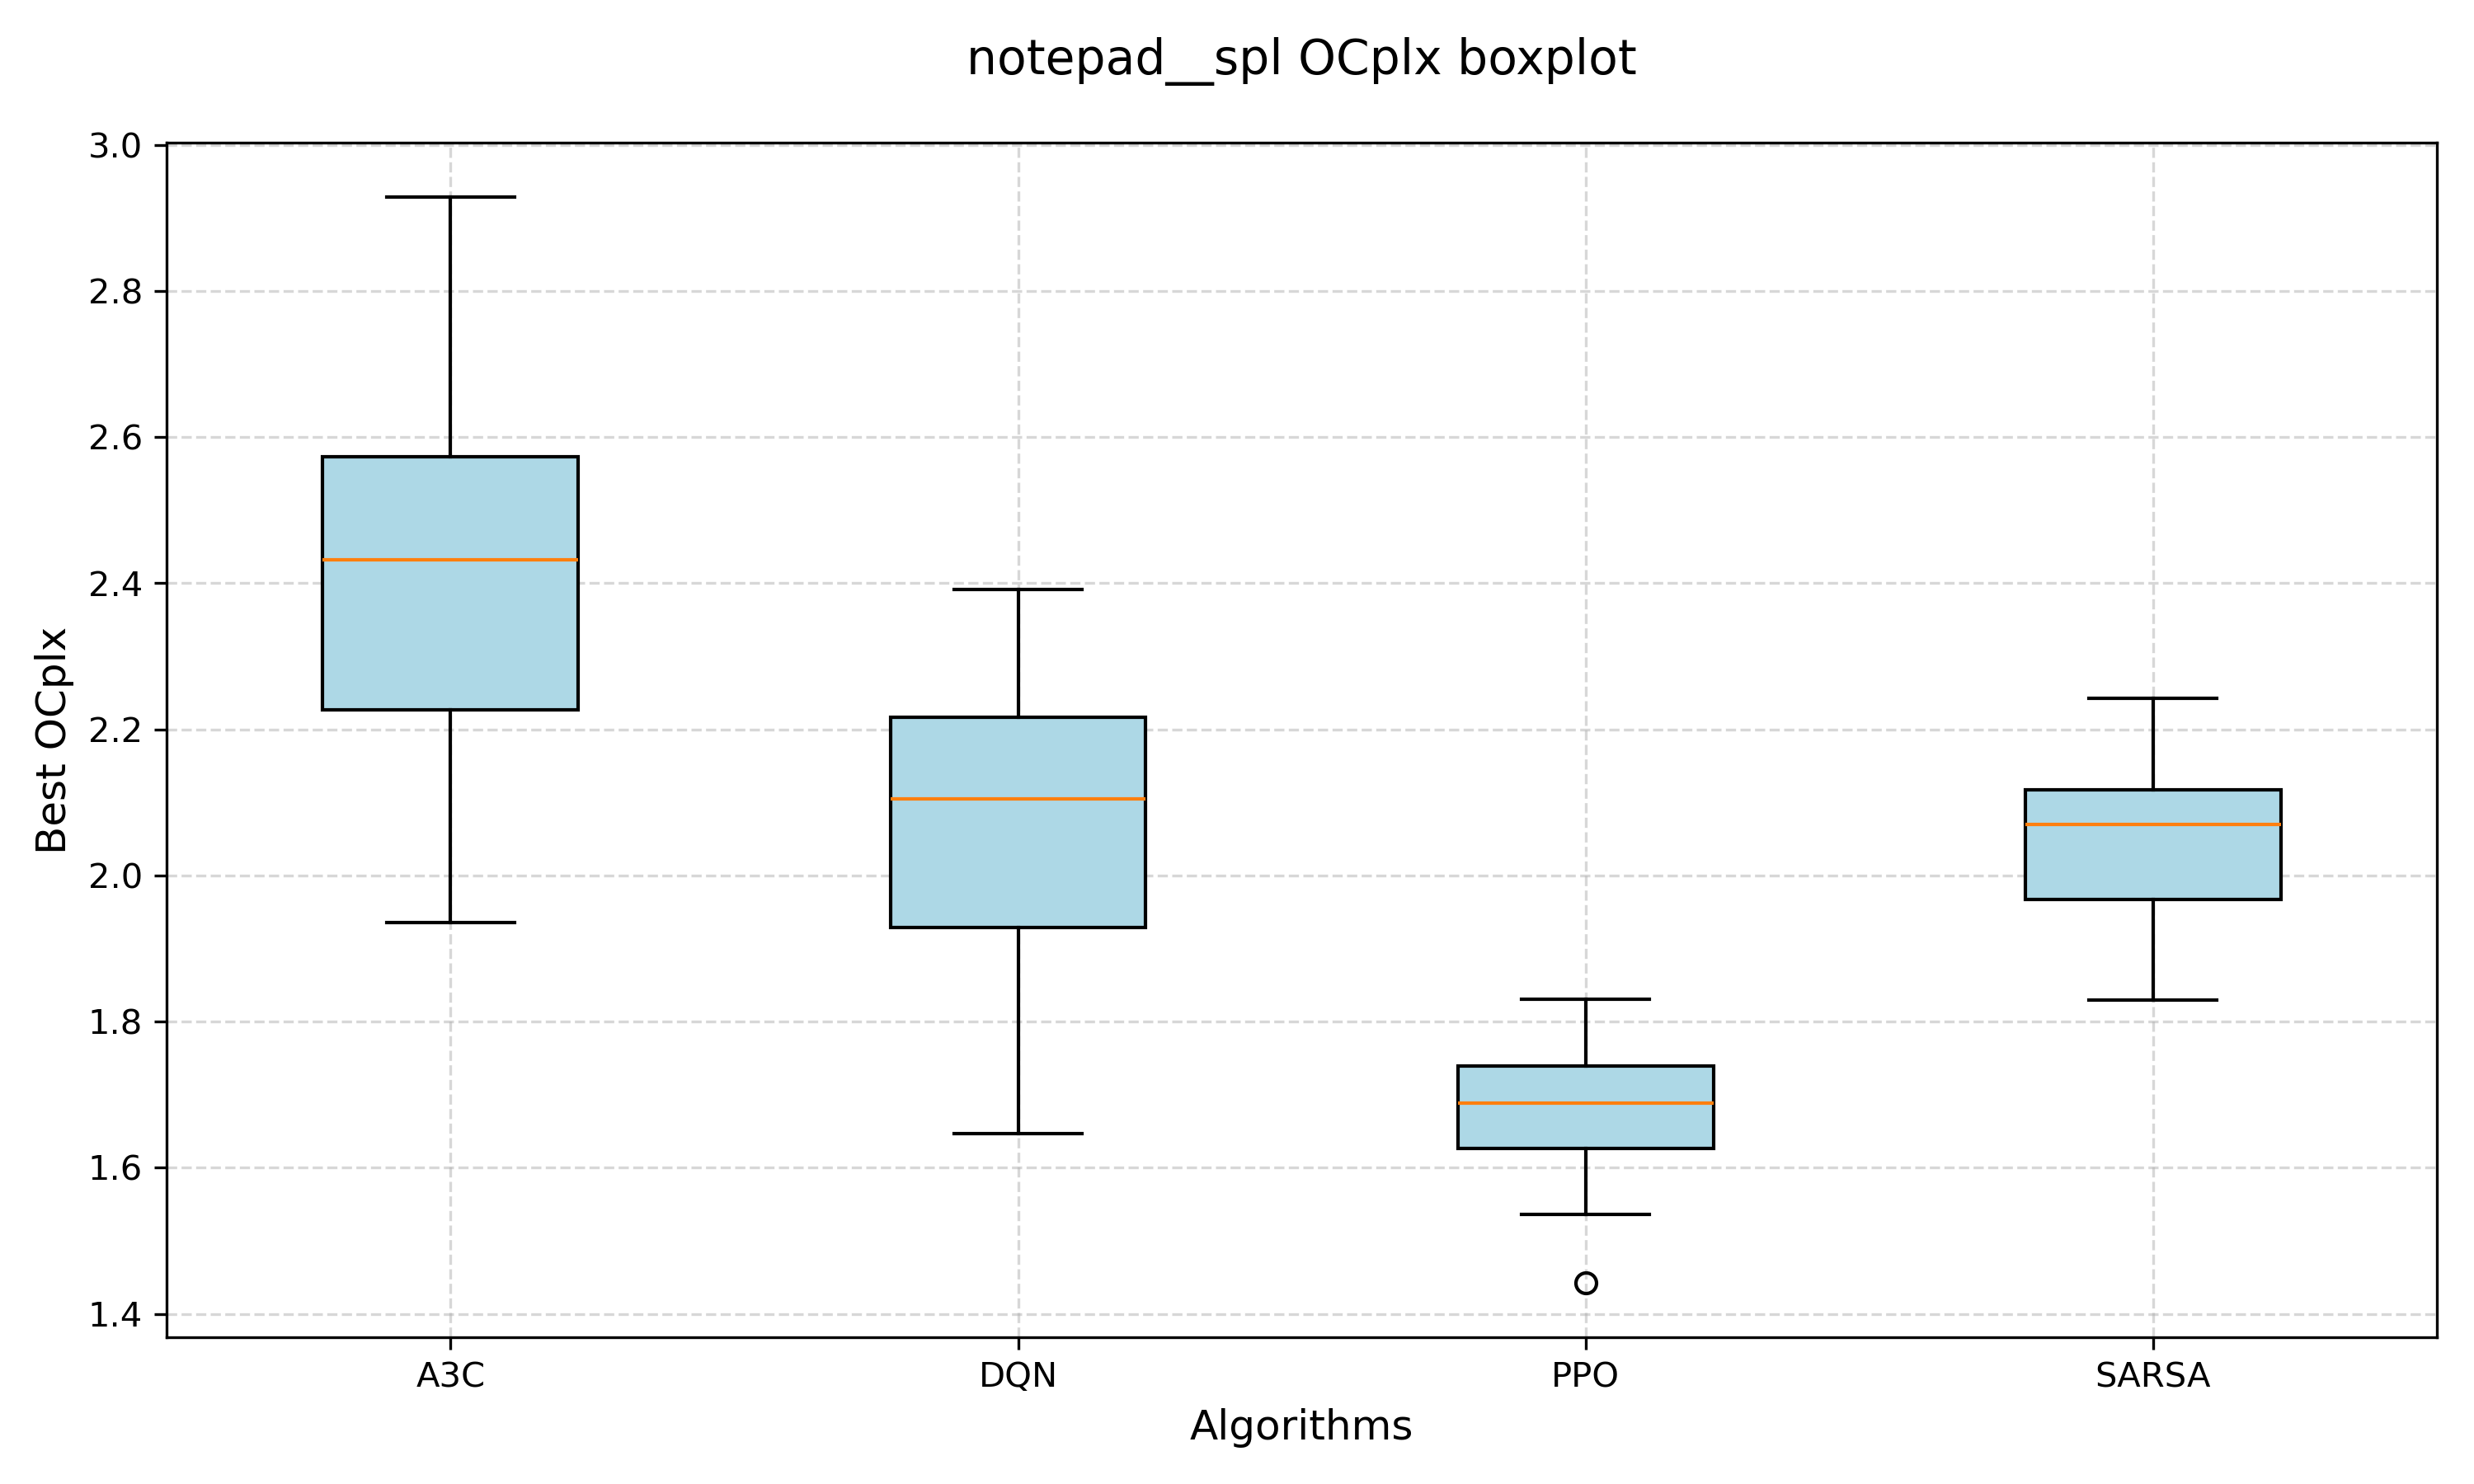 notepad__spl OCplx boxplot
3.0
2.8
2.6
2.4
2.2
2.0
1.8
1.6
1.4
Best OCplx
A3C DQN PPO SARSA
Algorithms